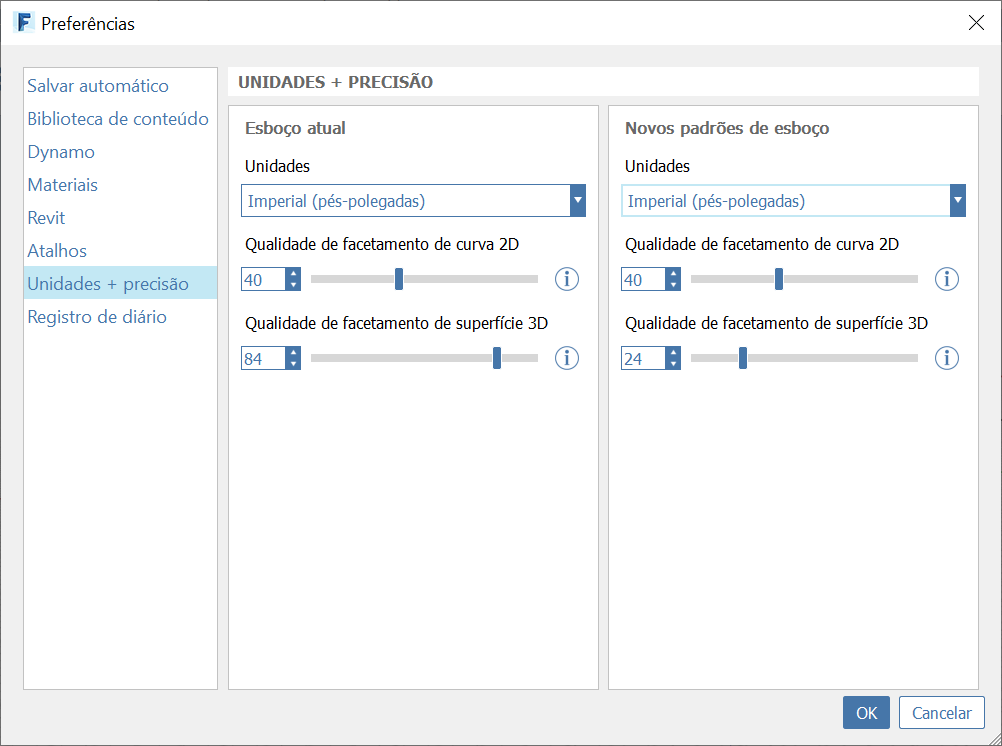 Preferências
Salvar automático
Biblioteca de conteúdo
Dynamo
Materiais
Revit
Atalhos
Unidades + precisão
Registro de diário
UNIDADES + PRECISÃO
Esboço atual
Unidades
Imperial (pés-polegadas)
Qualidade de facetamento de curva 2D
40
Qualidade de facetamento de superfície 3D
84
Novos padrões de esboço
Unidades
Imperial (pés-polegadas)
Qualidade de facetamento de curva 2D
40
Qualidade de facetamento de superfície 3D
24
OK
Cancelar